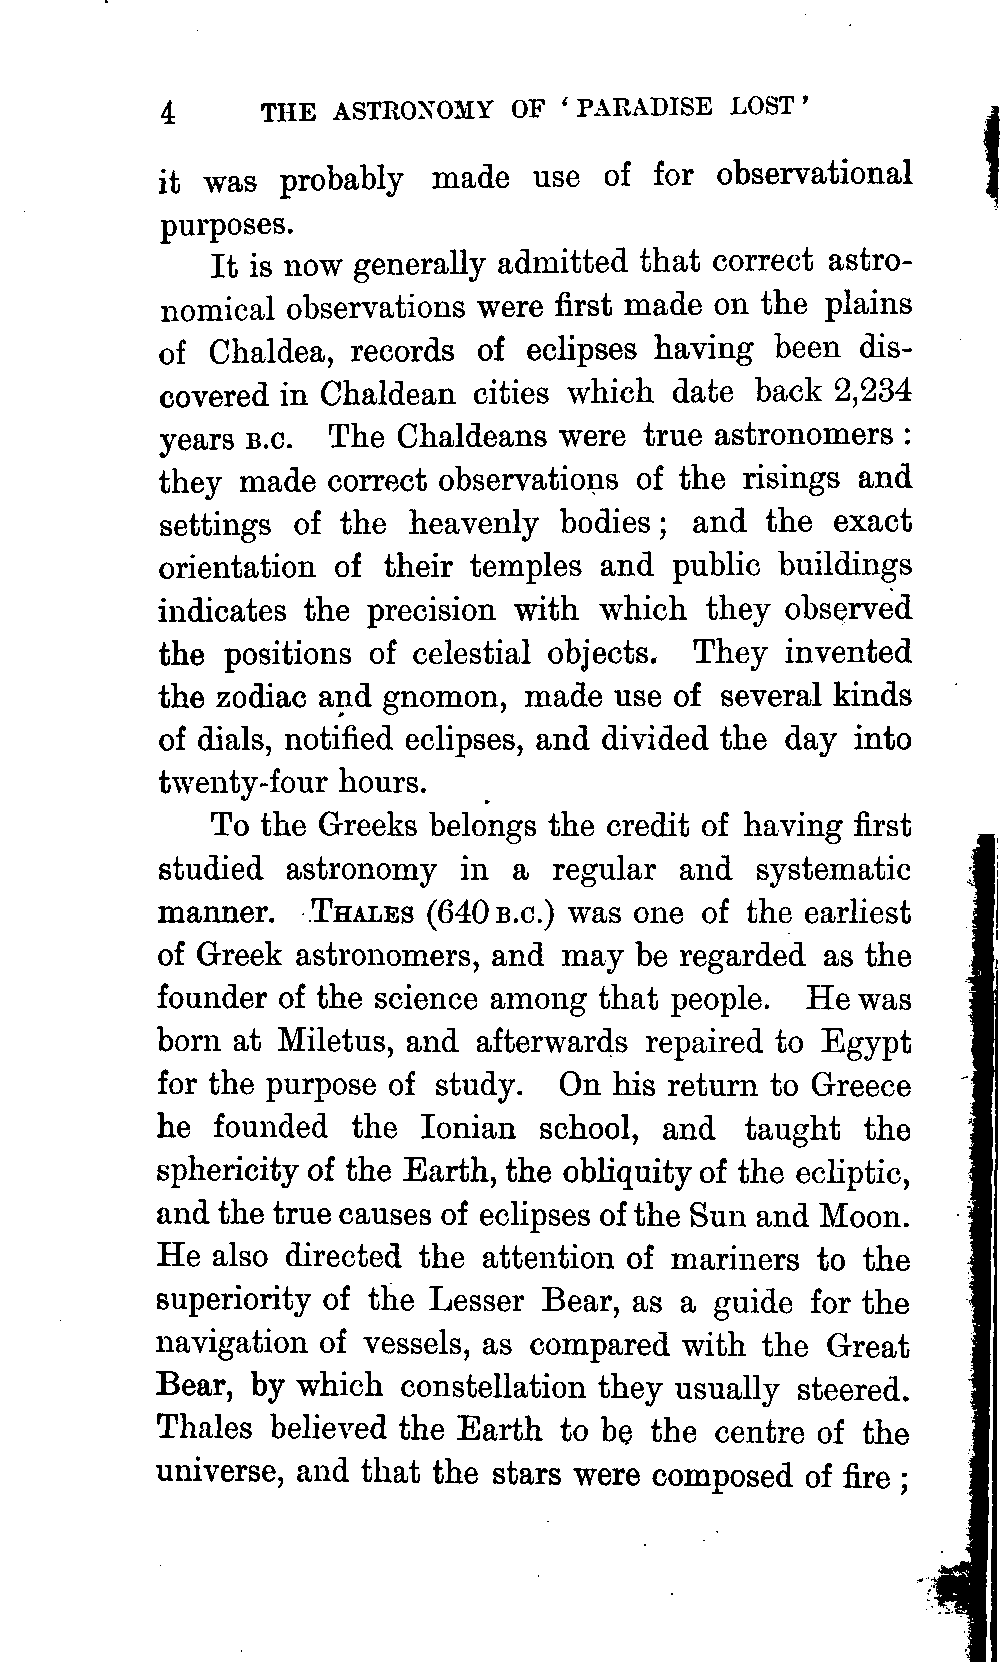 4 THE ASTRONOMY OF ‘PARADISE LOST’
it was probably made use of for observational
purposes.
It is now generally admitted that correct astro-
nomical observations were first made on the plains
of Chaldea, records of eclipses having been dis-
covered in Chaldean cities which date back 2,234
years B.C. The Chaldeans were true astronomers :
they made correct observations of the risings and
settings of the heavenly bodies; and the exact
orientation of their temples and public buildings
indicates the precision with which they observed
the positions of celestial objects. They invented
the zodiac and gnomon, made use of several kinds
of dials, notified eclipses, and divided the day into
twenty-four hours.
To the Greeks belongs the credit of having first
studied astronomy in a regular and systematic
manner. THALES (640 B.C.) was one of the earliest
of Greek astronomers, and may be regarded as the
founder of the science among that people. He was
born at Miletus, and afterwards repaired to Egypt
for the purpose of study. On his return to Greece
he founded the Ionian school, and taught the
sphericity of the Earth, the obliquity of the ecliptic,
and the true causes of eclipses of the Sun and Moon.
He also directed the attention of mariners to the
superiority of the Lesser Bear, as a guide for the
navigation of vessels, as compared with the Great
Bear, by which constellation they usually steered.
Thales believed the Earth to be the centre of the
universe, and that the stars were composed of fire ;